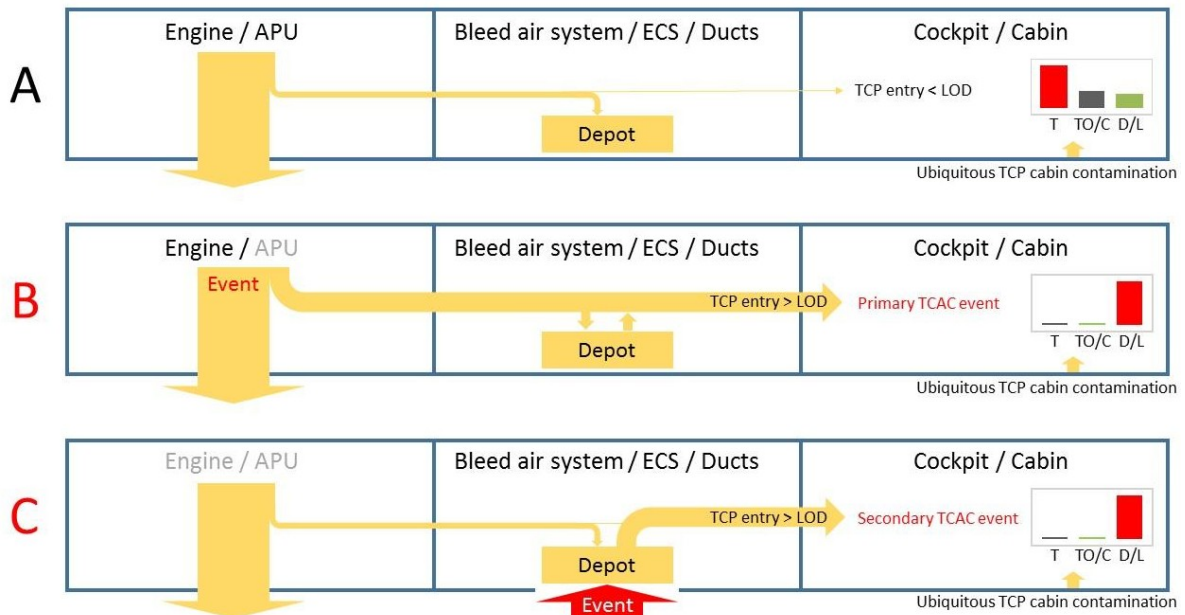 A
Engine / APU
Bleed air system / ECS / Ducts
Cockpit / Cabin
TCP entry < LOD
Depot
T TO/C D/L
Ubiquitous TCP cabin contamination
B
Engine / APU
Bleed air system / ECS / Ducts
Cockpit / Cabin
Event
TCP entry > LOD
Primary TCAC event
Depot
T TO/C D/L
Ubiquitous TCP cabin contamination
C
Engine / APU
Bleed air system / ECS / Ducts
Cockpit / Cabin
TCP entry > LOD
Secondary TCAC event
Depot
T TO/C D/L
Event
Ubiquitous TCP cabin contamination